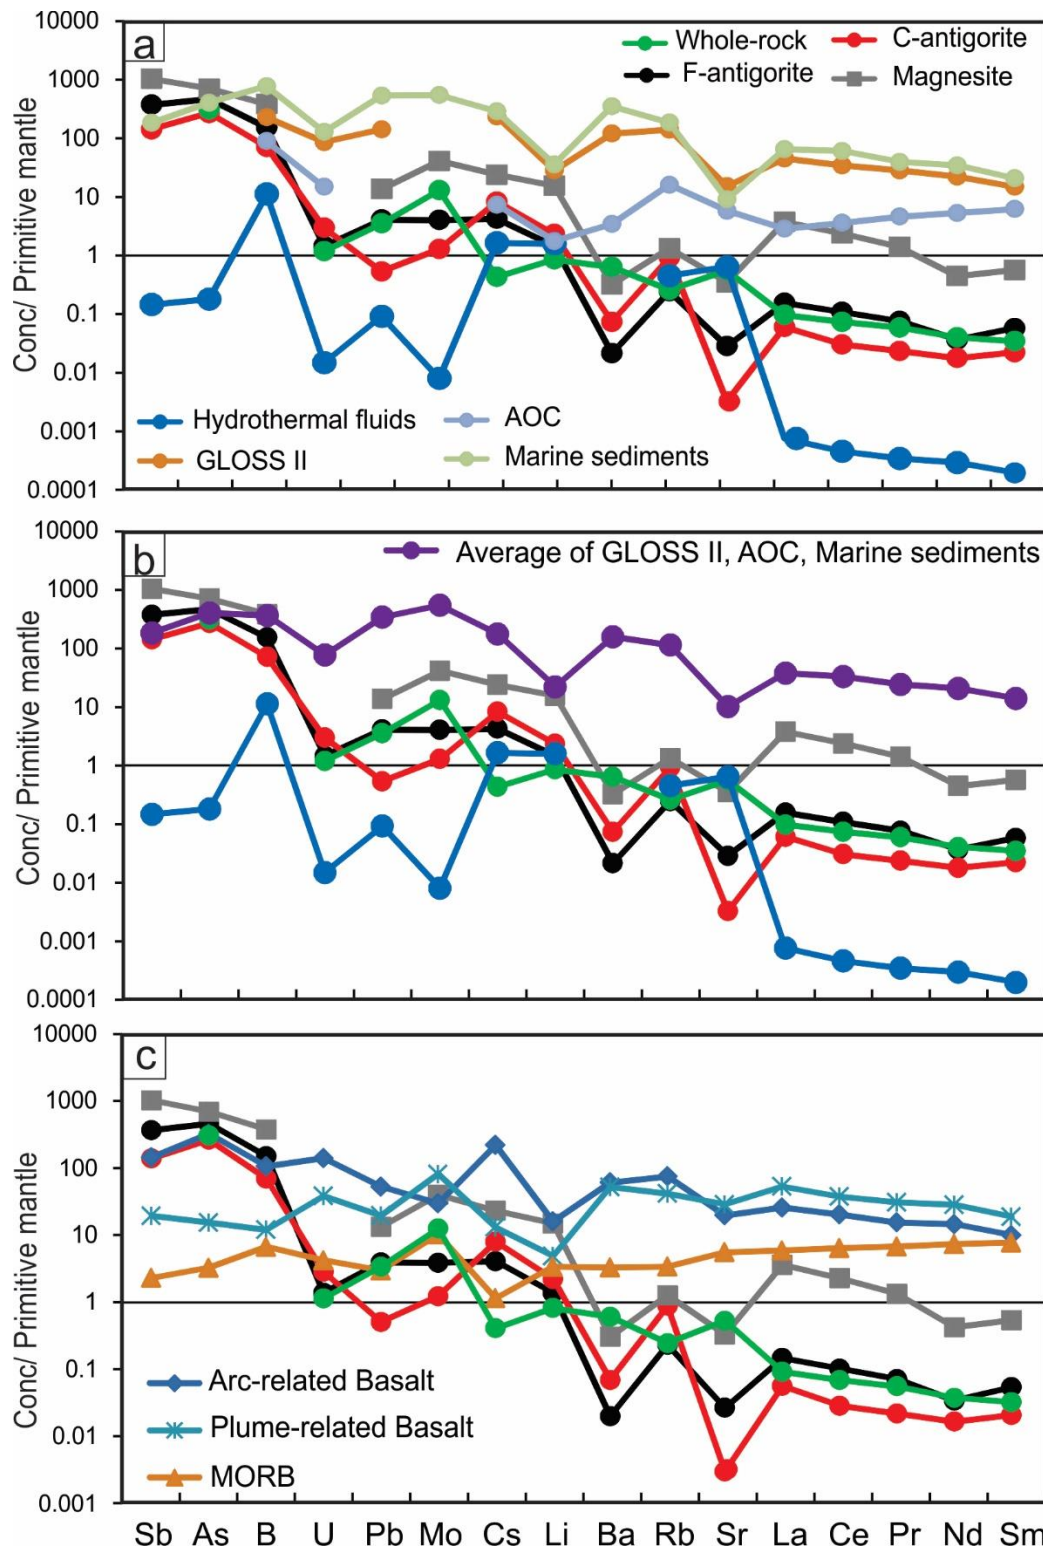 a
Whole-rock
C-antigorite
F-antigorite
Magnesite
Conc/ Primitive mantle
10000
1000
100
10
1
0.1
0.01
0.001
0.0001
Hydrothermal fluids
AOC
GLOSS II
Marine sediments
b
Average of GLOSS II, AOC, Marine sediments
Conc/ Primitive mantle
10000
1000
100
10
1
0.1
0.01
0.001
0.0001
c
Conc/ Primitive mantle
10000
1000
100
10
1
0.1
0.01
0.001
Arc-related Basalt
Plume-related Basalt
MORB
Sb As B U Pb Mo Cs Li Ba Rb Sr La Ce Pr Nd Sm